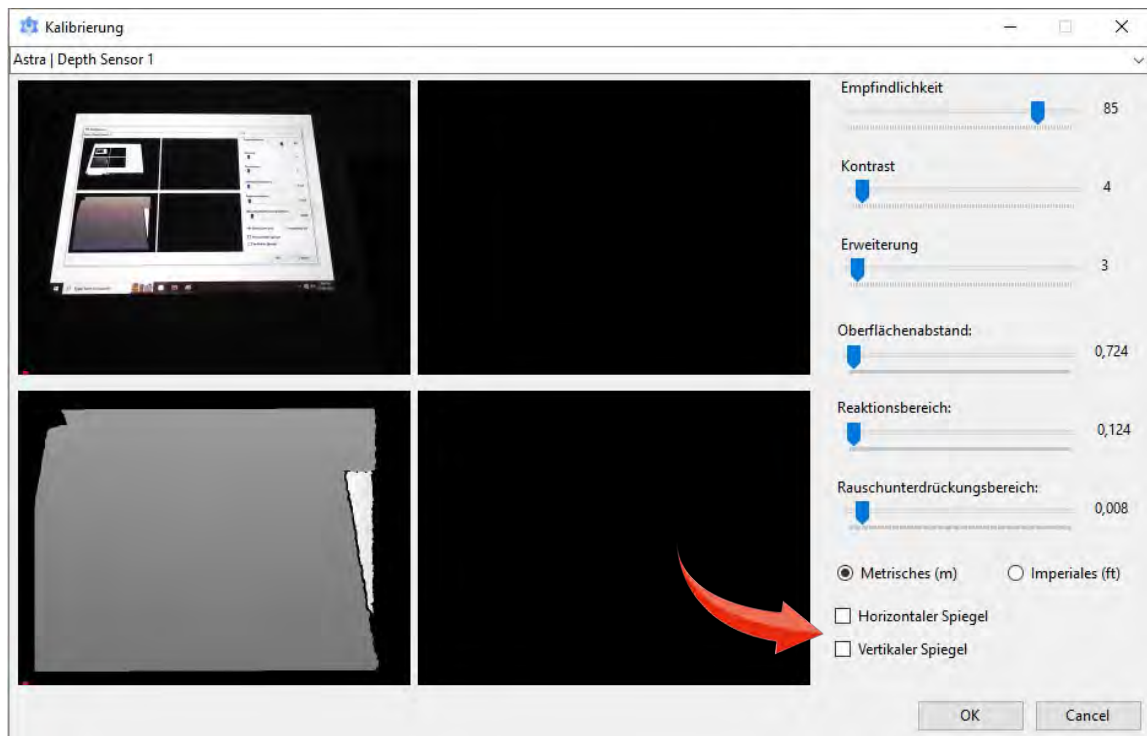 Kalibrierung
Astra | Depth Sensor 1
Empfindlichkeit
85
Kontrast
4
Erweiterung
3
Oberflächenabstand:
0,724
Reaktionsbereich:
0,124
Rauschunterdrückungsbereich:
0,008
Metrisches (m) Imperiales (ft)
Horizontaler Spiegel
Vertikaler Spiegel
OK Cancel